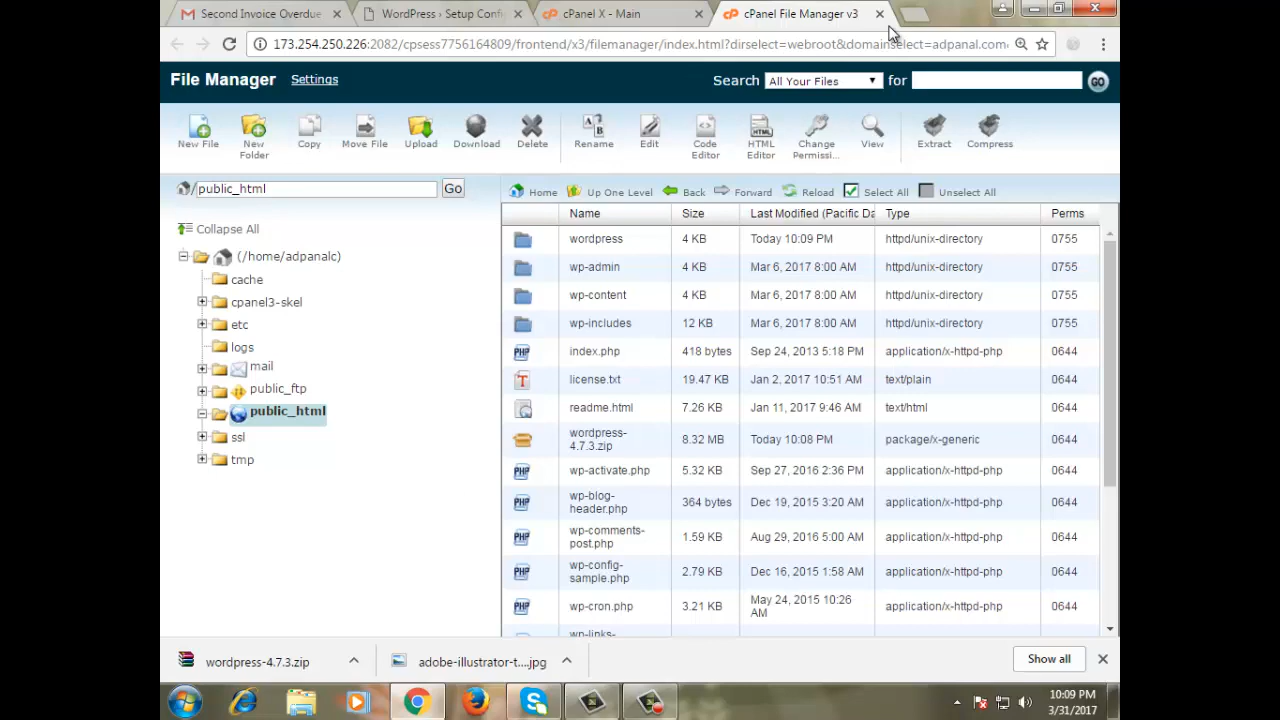 Second Invoice Overdue
WordPress › Setup Confi
cPanel X - Main
cPanel File Manager v3
173.254.250.226:2082/cpsess7756164809/frontend/x3/filemanager/index.html?dirselect=webroot&domainselect=adpanal.com
File Manager Settings
Search All Your Files for GO
New File
New Folder
Copy
Move File
Upload
Download
Delete
Rename
Edit
Code Editor
HTML Editor
Change Permissi...
View
Extract
Compress
/ public_html Go
Home Up One Level Back Forward Reload Select All Unselect All
Collapse All
(/home/adpanalc)
cache
cpanel3-skel
etc
logs
mail
public_ftp
public_html
ssl
tmp
Name Size Last Modified (Pacific Da Type Perms
wordpress 4 KB Today 10:09 PM httpd/unix-directory 0755
wp-admin 4 KB Mar 6, 2017 8:00 AM httpd/unix-directory 0755
wp-content 4 KB Mar 6, 2017 8:00 AM httpd/unix-directory 0755
wp-includes 12 KB Mar 6, 2017 8:00 AM httpd/unix-directory 0755
index.php 418 bytes Sep 24, 2013 5:18 PM application/x-httpd-php 0644
license.txt 19.47 KB Jan 2, 2017 10:51 AM text/plain 0644
readme.html 7.26 KB Jan 11, 2017 9:46 AM text/html 0644
wordpress-4.7.3.zip 8.32 MB Today 10:08 PM package/x-generic 0644
wp-activate.php 5.32 KB Sep 27, 2016 2:36 PM application/x-httpd-php 0644
wp-blog-header.php 364 bytes Dec 19, 2015 3:20 AM application/x-httpd-php 0644
wp-comments-post.php 1.59 KB Aug 29, 2016 5:00 AM application/x-httpd-php 0644
wp-config-sample.php 2.79 KB Dec 16, 2015 1:58 AM application/x-httpd-php 0644
wp-cron.php 3.21 KB May 24, 2015 10:26 AM application/x-httpd-php 0644
wp-links-
wordpress-4.7.3.zip
adobe-illustrator-t....jpg
Show all
10:09 PM
3/31/2017